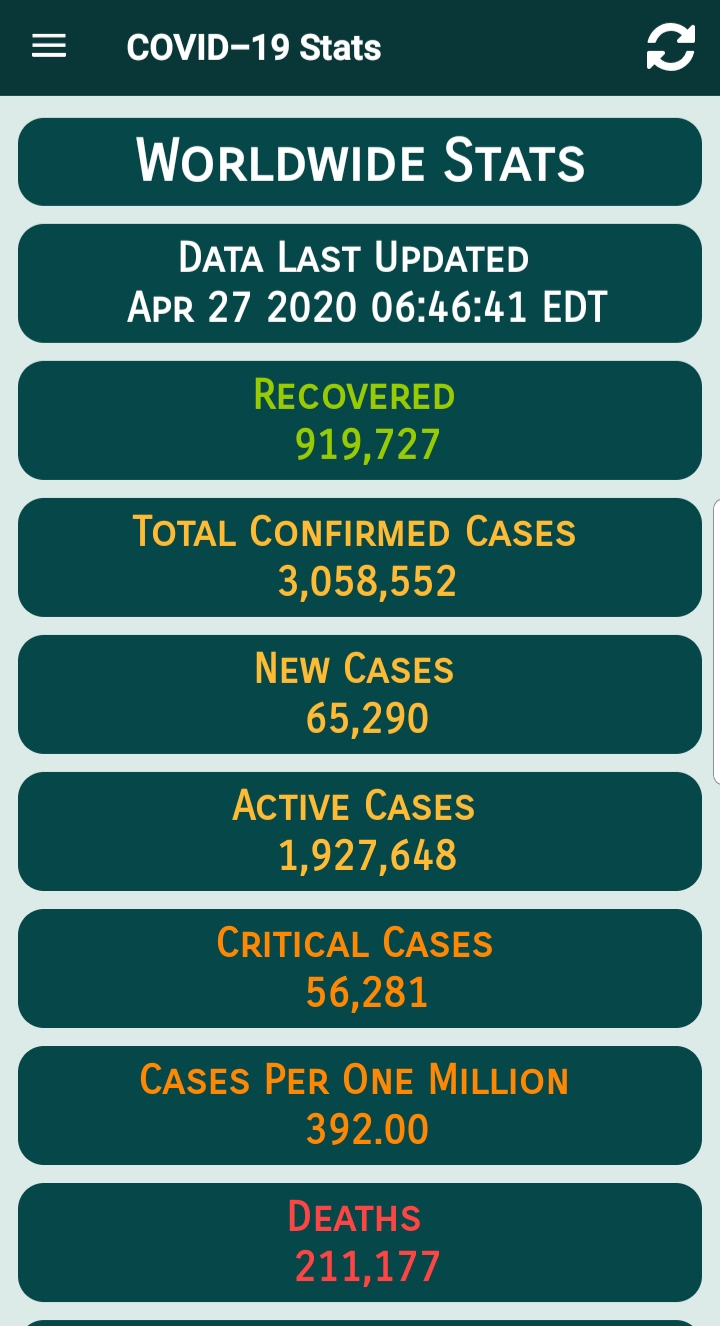 COVID–19 Stats
Worldwide Stats
Data Last Updated
Apr 27 2020 06:46:41 EDT
Recovered
919,727
Total Confirmed Cases
3,058,552
New Cases
65,290
Active Cases
1,927,648
Critical Cases
56,281
Cases Per One Million
392.00
Deaths
211,177